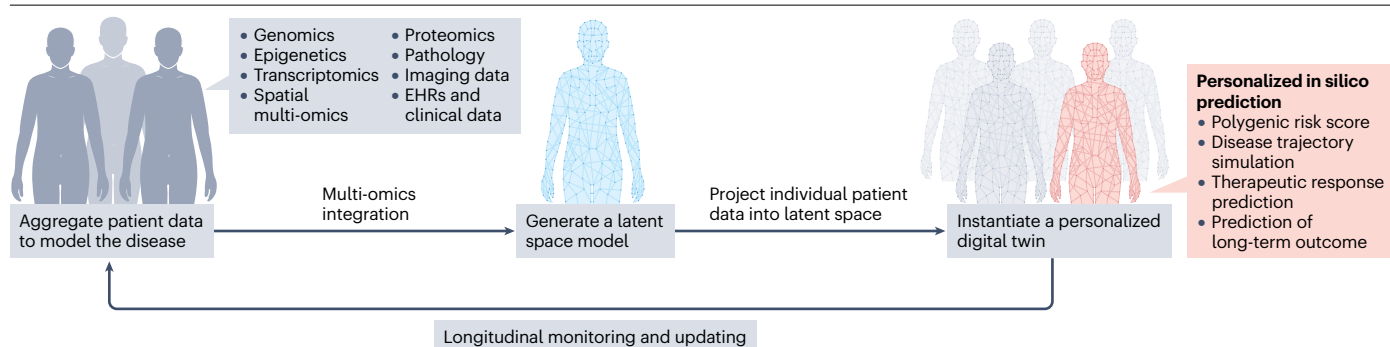 • Genomics
• Epigenetics
• Transcriptomics
• Spatial
multi-omics
• Proteomics
• Pathology
• Imaging data
• EHRs and
clinical data
Aggregate patient data
to model the disease
Multi-omics
integration
Generate a latent
space model
Project individual patient
data into latent space
Instantiate a personalized
digital twin
Personalized in silico
prediction
• Polygenic risk score
• Disease trajectory
simulation
• Therapeutic response
prediction
• Prediction of
long-term outcome
Longitudinal monitoring and updating